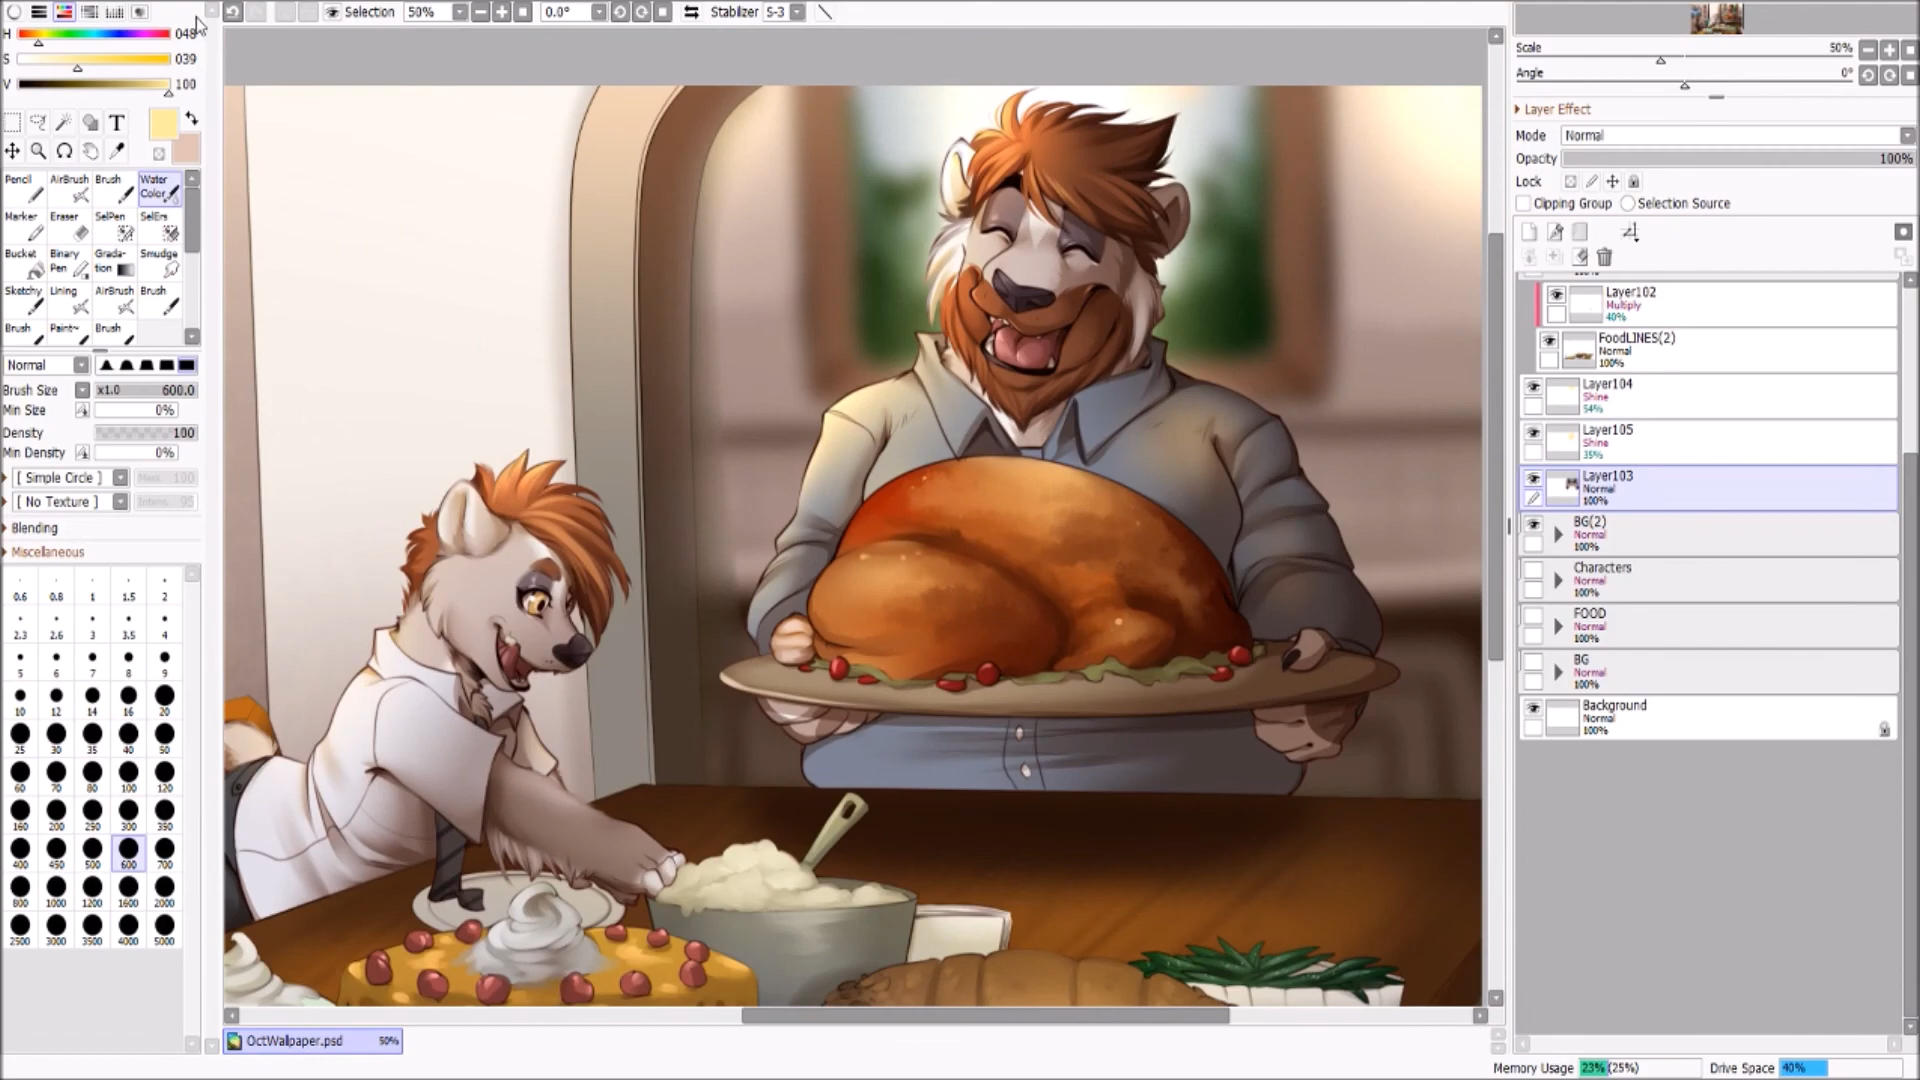 Selection 50% 0.0° Stabilizer S-3
H 048
S 039
V 100
T
Pencil AirBrush Brush Water Color
Marker Eraser SelPen SelErs
Bucket Binary Pen Grada-tion Smudge
Sketchy Lining AirBrush Brush
Brush Paint~ Brush
Normal
Brush Size x1.0 600.0
Min Size 0%
Density 100
Min Density 0%
[ Simple Circle ] 100
[ No Texture ] 95
Blending
Miscellaneous
0.6 0.8 1 1.5 2
2.3 2.6 3 3.5 4
5 6 7 8 9
10 12 14 16 20
25 30 35 40 50
60 70 80 100 120
160 200 250 300 350
400 450 500 600 700
800 1000 1200 1600 2000
2500 3000 3500 4000 5000
OctWallpaper.psd 50%
Scale 50%
Angle 0°
Layer Effect
Mode Normal
Opacity 100%
Lock
Clipping Group Selection Source
Layer102
Multiply
40%
FoodLINES(2)
Normal
100%
Layer104
Shine
54%
Layer105
Shine
35%
Layer103
Normal
100%
BG(2)
Normal
100%
Characters
Normal
100%
FOOD
Normal
100%
BG
Normal
100%
Background
Normal
100%
Memory Usage 23% (25%) Drive Space 40%